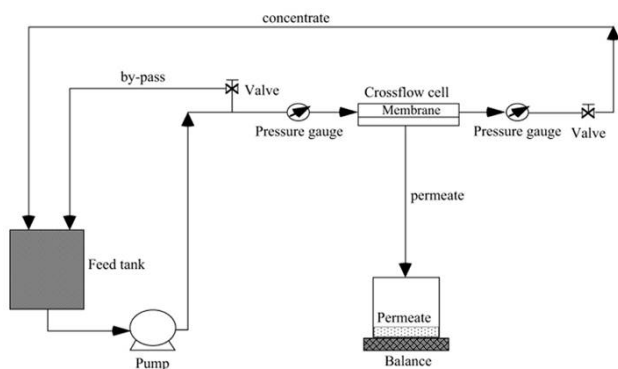 concentrate
by-pass
Valve
Crossflow cell
Membrane
Pressure gauge
Pressure gauge
Valve
permeate
Feed tank
Permeate
Pump
Balance